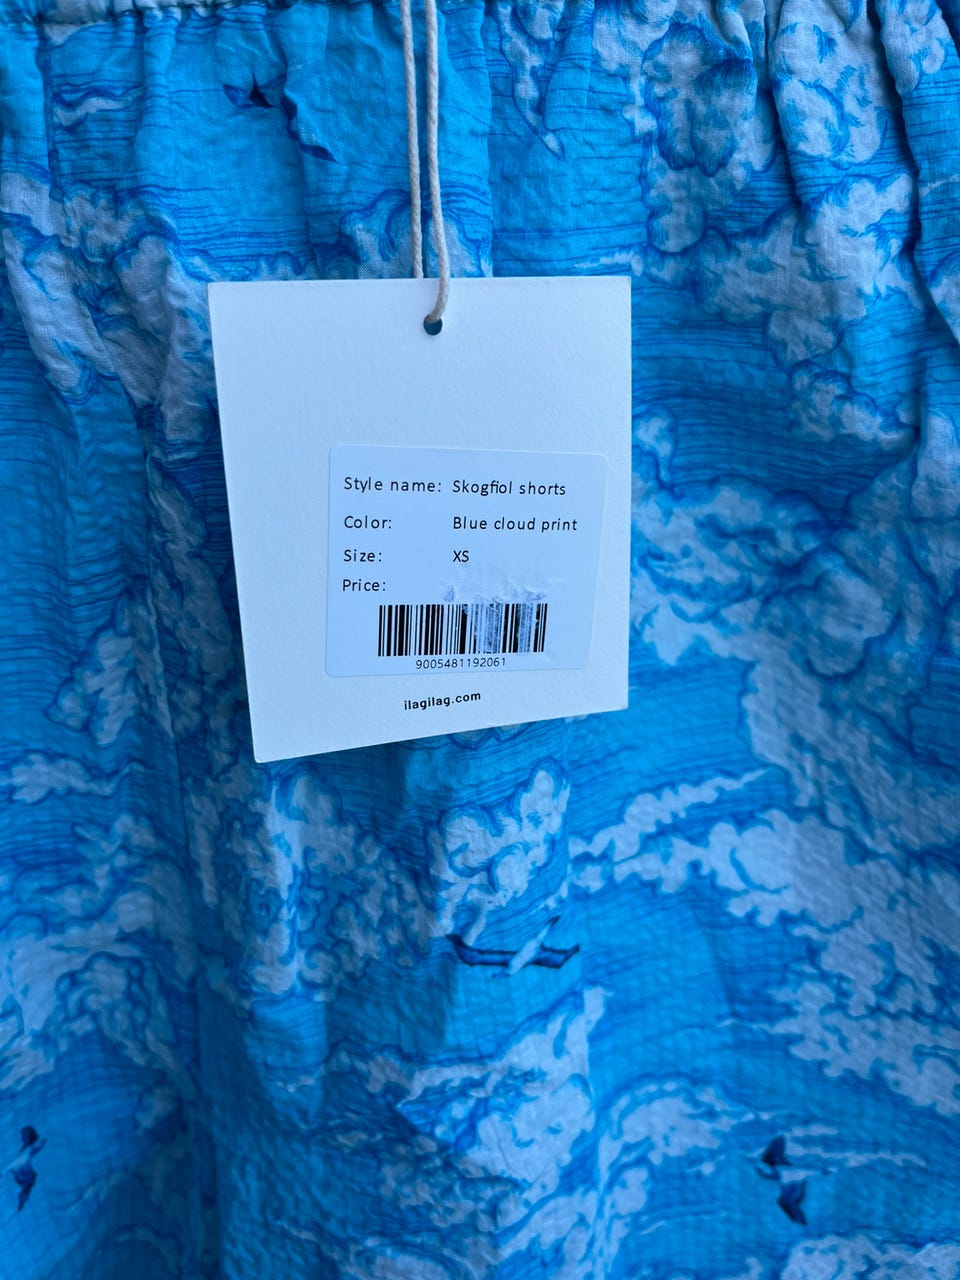 Style name: Skogfiol shorts
Color: Blue cloud print
Size: XS
Price:
9005481192061
ilagilag.com